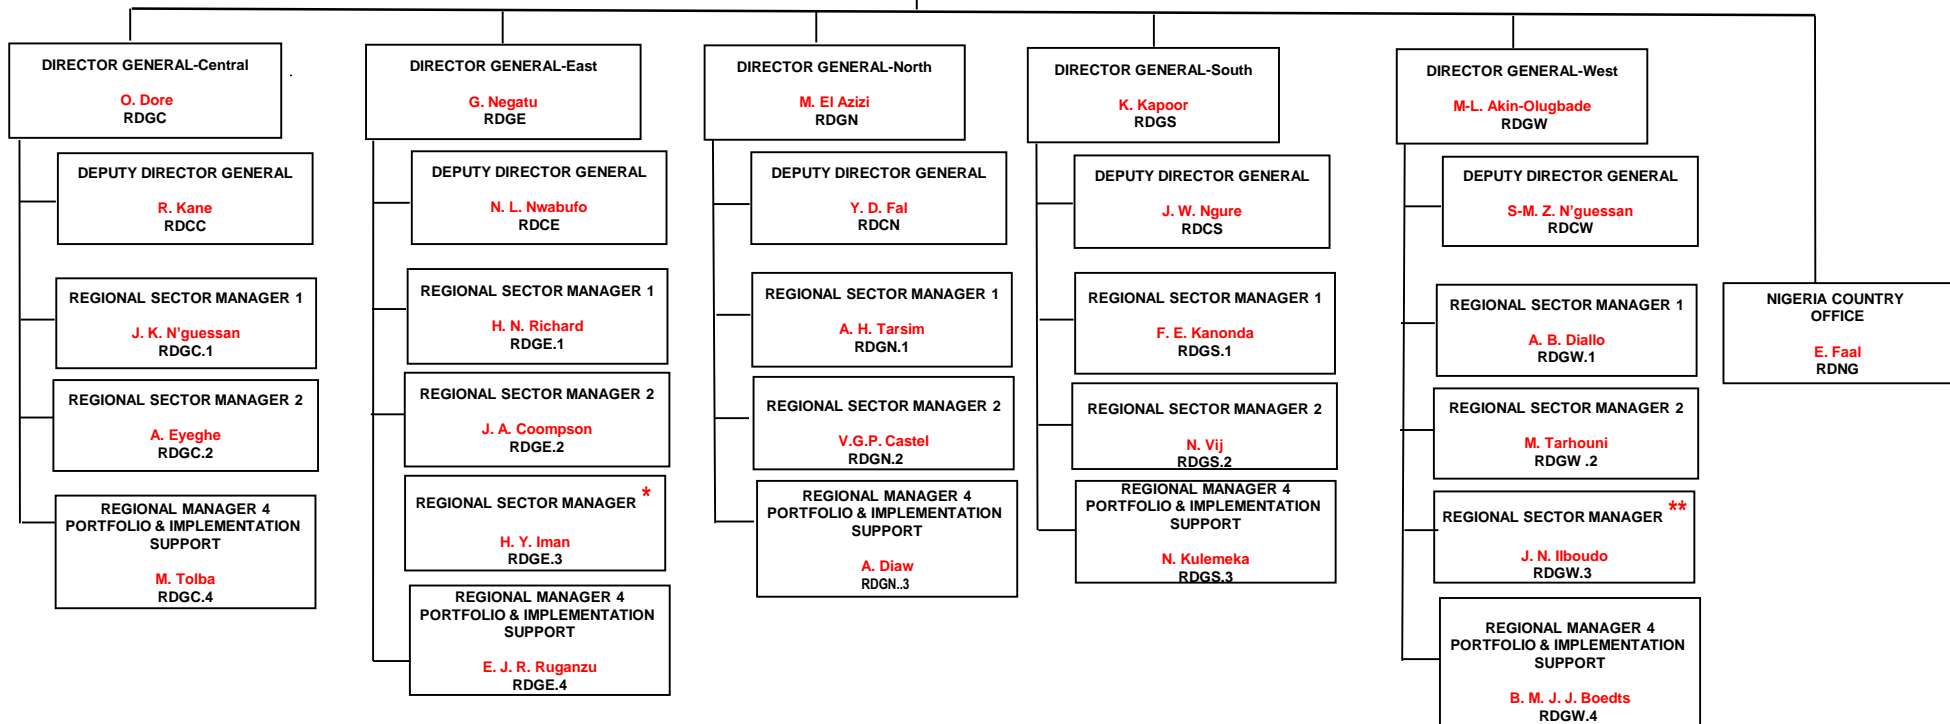 DIRECTOR GENERAL-Central
O. Dore
RDGC
DEPUTY DIRECTOR GENERAL
R. Kane
RDCC
REGIONAL SECTOR MANAGER 1
J. K. N'guessan
RDGC.1
REGIONAL SECTOR MANAGER 2
A. Eyeghe
RDGC.2
REGIONAL MANAGER 4
PORTFOLIO & IMPLEMENTATION
SUPPORT
M. Tolba
RDGC.4
DIRECTOR GENERAL-East
G. Negatu
RDGE
DEPUTY DIRECTOR GENERAL
N. L. Nwabufo
RDCE
REGIONAL SECTOR MANAGER 1
H. N. Richard
RDGE.1
REGIONAL SECTOR MANAGER 2
J. A. Coompson
RDGE.2
REGIONAL SECTOR MANAGER *
H. Y. Iman
RDGE.3
REGIONAL MANAGER 4
PORTFOLIO & IMPLEMENTATION
SUPPORT
E. J. R. Ruganzu
RDGE.4
DIRECTOR GENERAL-North
M. El Azizi
RDGN
DEPUTY DIRECTOR GENERAL
Y. D. Fal
RDCN
REGIONAL SECTOR MANAGER 1
A. H. Tarsim
RDGN.1
REGIONAL SECTOR MANAGER 2
V.G.P. Castel
RDGN.2
REGIONAL MANAGER 4
PORTFOLIO & IMPLEMENTATION
SUPPORT
A. Diaw
RDGN..3
DIRECTOR GENERAL-South
K. Kapoor
RDGS
DEPUTY DIRECTOR GENERAL
J. W. Ngure
RDCS
REGIONAL SECTOR MANAGER 1
F. E. Kanonda
RDGS.1
REGIONAL SECTOR MANAGER 2
N. Vij
RDGS.2
REGIONAL MANAGER 4
PORTFOLIO & IMPLEMENTATION
SUPPORT
N. Kulemeka
RDGS.3
DIRECTOR GENERAL-West
M-L. Akin-Olugbade
RDGW
DEPUTY DIRECTOR GENERAL
S-M. Z. N'guessan
RDCW
REGIONAL SECTOR MANAGER 1
A. B. Diallo
RDGW.1
REGIONAL SECTOR MANAGER 2
M. Tarhouni
RDGW .2
REGIONAL SECTOR MANAGER **
J. N. Ilboudo
RDGW.3
REGIONAL MANAGER 4
PORTFOLIO & IMPLEMENTATION
SUPPORT
B. M. J. J. Boedts
RDGW.4
NIGERIA COUNTRY
OFFICE
E. Faal
RDNG